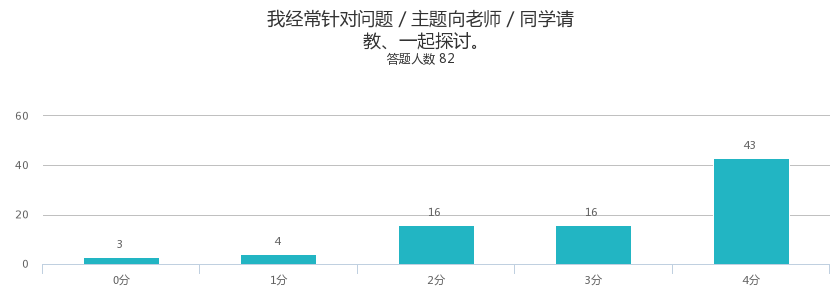 我经常针对问题 / 主题向老师 / 同学请
教、一起探讨。
答题人数 82
60
40
20
0
3
4
16
16
43
0分
1分
2分
3分
4分